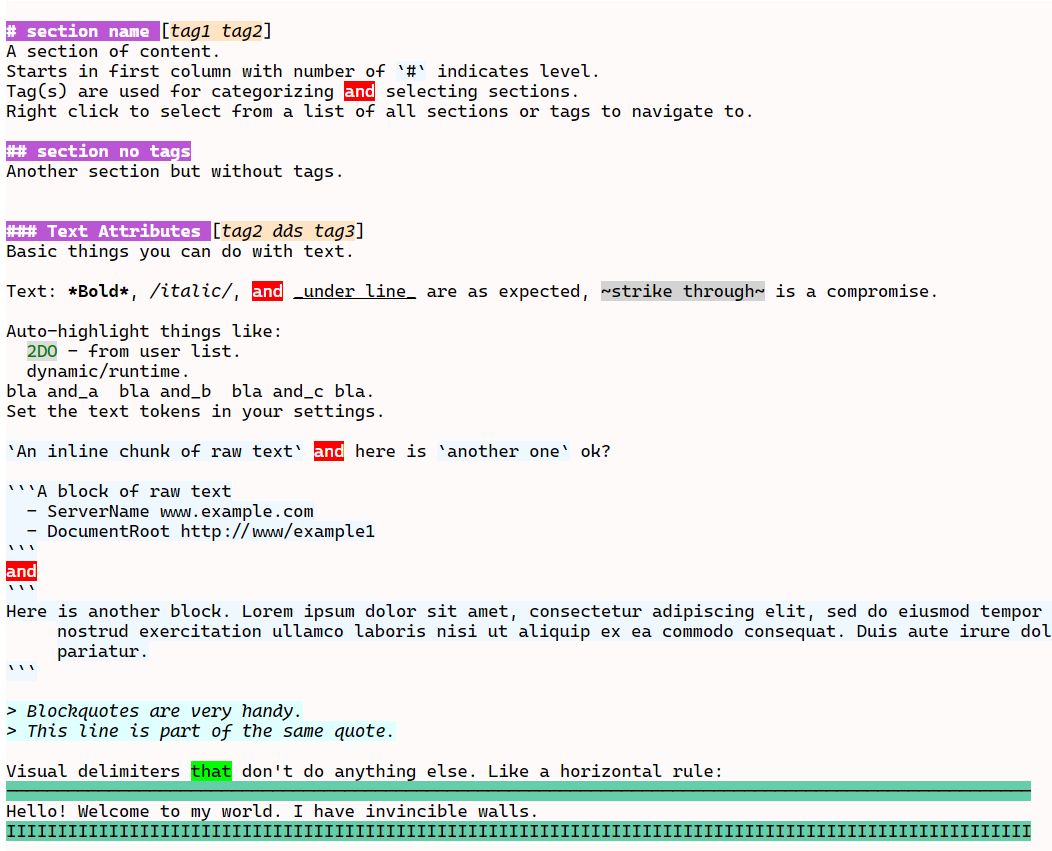 # section name [tag1 tag2]
A section of content.
Starts in first column with number of `#` indicates level.
Tag(s) are used for categorizing and selecting sections.
Right click to select from a list of all sections or tags to navigate to.
## section no tags
Another section but without tags.
### Text Attributes [tag2 dds tag3]
Basic things you can do with text.
Text: *Bold*, /italic/, and _under line_ are as expected, ~strike through~ is a compromise.
Auto-highlight things like:
  2DO - from user list.
  dynamic/runtime.
bla and_a  bla and_b  bla and_c bla.
Set the text tokens in your settings.
`An inline chunk of raw text` and here is `another one` ok?
```A block of raw text
  - ServerName www.example.com
  - DocumentRoot http://www/example1
```
and
```
Here is another block. Lorem ipsum dolor sit amet, consectetur adipiscing elit, sed do eiusmod tempor
     nostrud exercitation ullamco laboris nisi ut aliquip ex ea commodo consequat. Duis aute irure dol
     pariatur.
```
> Blockquotes are very handy.
> This line is part of the same quote.
Visual delimiters that don't do anything else. Like a horizontal rule:
————————————————————————————————————————————————————————————————————————————————————————————————————
Hello! Welcome to my world. I have invincible walls.
IIIIIIIIIIIIIIIIIIIIIIIIIIIIIIIIIIIIIIIIIIIIIIIIIIIIIIIIIIIIIIIIIIIIIIIIIIIIIIIIIIIIIIIIIIIIIIIIIIII